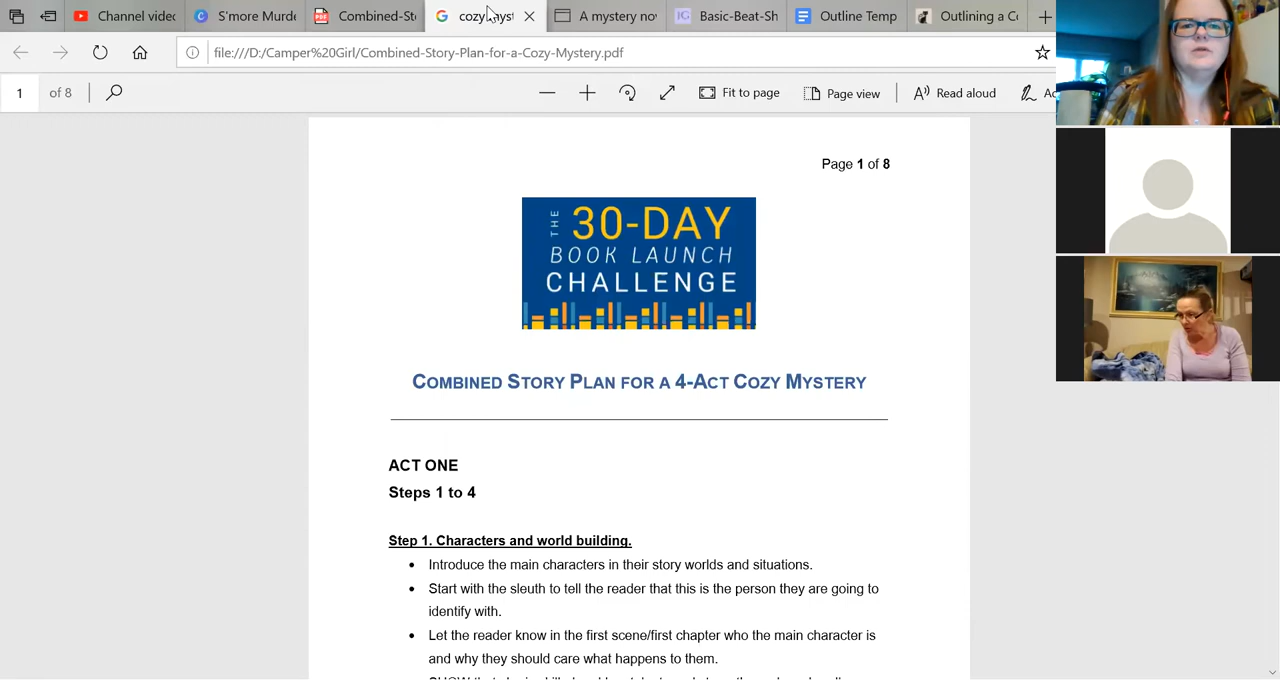 Channel video
S'more Murde
Combined-Sto
cozy myst
A mystery nov
Basic-Beat-Sh
Outline Temp
Outlining a Co
file:///D:/Camper%20Girl/Combined-Story-Plan-for-a-Cozy-Mystery.pdf
1 of 8
Fit to page
Page view
Read aloud
Page 1 of 8
THE 30-DAY
BOOK LAUNCH
CHALLENGE
COMBINED STORY PLAN FOR A 4-ACT COZY MYSTERY
ACT ONE
Steps 1 to 4
Step 1. Characters and world building.
• Introduce the main characters in their story worlds and situations.
• Start with the sleuth to tell the reader that this is the person they are going to
identify with.
• Let the reader know in the first scene/first chapter who the main character is
and why they should care what happens to them.